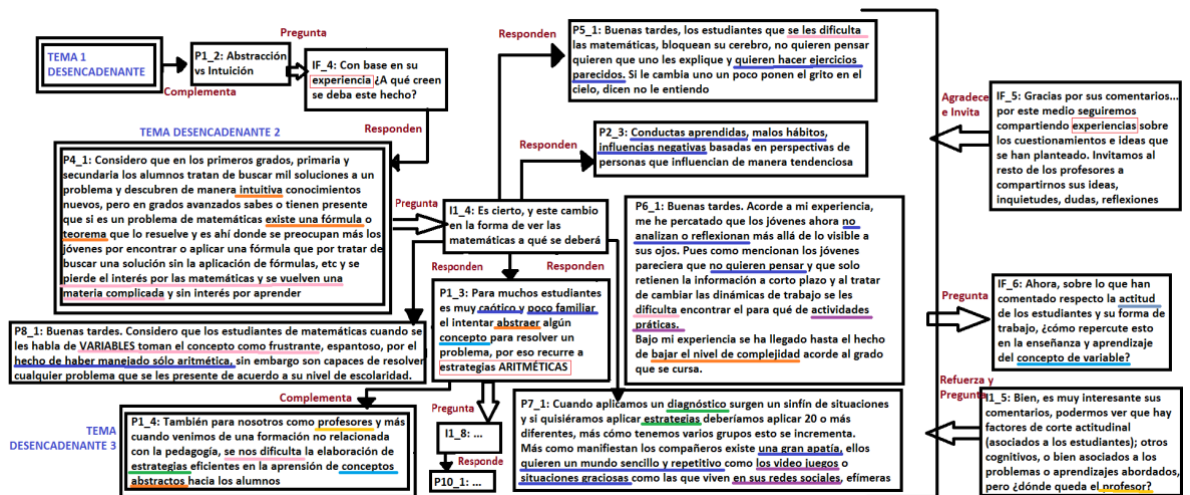 TEMA 1
DESENCADENANTE
Complementa
P1_2: Abstracción
vs Intuición
Pregunta
IF_4: Con base en su
experiencia ¿A qué creen
se deba este hecho?
Responden
TEMA DESENCADENANTE 2
P4_1: Considero que en los primeros grados, primaria y
secundaria los alumnos tratan de buscar mil soluciones a un
problema y descubren de manera intuitiva conocimientos
nuevos, pero en grados avanzados sabes o tienen presente
que si es un problema de matemáticas existe una fórmula o
teorema que lo resuelve y es ahí donde se preocupan más los
jóvenes por encontrar o aplicar una fórmula que por tratar de
buscar una solución sin la aplicación de fórmulas, etc y se
pierde el interés por las matemáticas y se vuelven una
materia complicada y sin interés por aprender
Pregunta
I1_4: Es cierto, y este cambio
en la forma de ver las
matemáticas a qué se deberá
Responden
P5_1: Buenas tardes, los estudiantes que se les dificulta
las matemáticas, bloquean su cerebro, no quieren pensar
quieren que uno les explique y quieren hacer ejercicios
parecidos. Si le cambia uno un poco ponen el grito en el
cielo, dicen no le entiendo
Responden
P2_3: Conductas aprendidas, malos hábitos,
influencias negativas basadas en perspectivas de
personas que influencian de manera tendenciosa
Responden
Responden
P6_1: Buenas tardes. Acorde a mi experiencia,
me he percatado que los jóvenes ahora no
analizan o reflexionan más allá de lo visible a
sus ojos. Pues como mencionan los jóvenes
pareciera que no quieren pensar y que solo
retienen la información a corto plazo y al tratar
de cambiar las dinámicas de trabajo se les
dificulta encontrar el para qué de actividades
práticas.
Bajo mi experiencia se ha llegado hasta el hecho
de bajar el nivel de complejidad acorde al grado
que se cursa.
P1_3: Para muchos estudiantes
es muy caótico y poco familiar
el intentar abstraer algún
concepto para resolver un
problema, por eso recurre a
estrategias ARITMÉTICAS
P8_1: Buenas tardes. Considero que los estudiantes de matemáticas cuando se
les habla de VARIABLES toman el concepto como frustrante, espantoso, por el
hecho de haber manejado sólo aritmética, sin embargo son capaces de resolver
cualquier problema que se les presente de acuerdo a su nivel de escolaridad.
Complementa
TEMA
DESENCADENANTE 3
P1_4: También para nosotros como profesores y más
cuando venimos de una formación no relacionada
con la pedagogía, se nos dificulta la elaboración de
estrategias eficientes en la aprensión de conceptos
abstractos hacia los alumnos
Pregunta
I1_8: ...
Responde
P10_1: ...
P7_1: Cuando aplicamos un diagnóstico surgen un sinfín de situaciones
y si quisiéramos aplicar estrategias deberíamos aplicar 20 o más
diferentes, más cómo tenemos varios grupos esto se incrementa.
Más como manifiestan los compañeros existe una gran apatía, ellos
quieren un mundo sencillo y repetitivo como los video juegos o
situaciones graciosas como las que viven en sus redes sociales, efímeras
Agradece
e Invita
IF_5: Gracias por sus comentarios...
por este medio seguiremos
compartiendo experiencias sobre
los cuestionamientos e ideas que
se han planteado. Invitamos al
resto de los profesores a
compartirnos sus ideas,
inquietudes, dudas, reflexiones
Pregunta
IF_6: Ahora, sobre lo que han
comentado respecto la actitud
de los estudiantes y su forma de
trabajo, ¿cómo repercute esto
en la enseñanza y aprendizaje
del concepto de variable?
Refuerza y
Pregunta
I1_5: Bien, es muy interesante sus
comentarios, podermos ver que hay
factores de corte actitudinal
(asociados a los estudiantes); otros
cognitivos, o bien asociados a los
problemas o aprendizajes abordados,
pero ¿dónde queda el profesor?